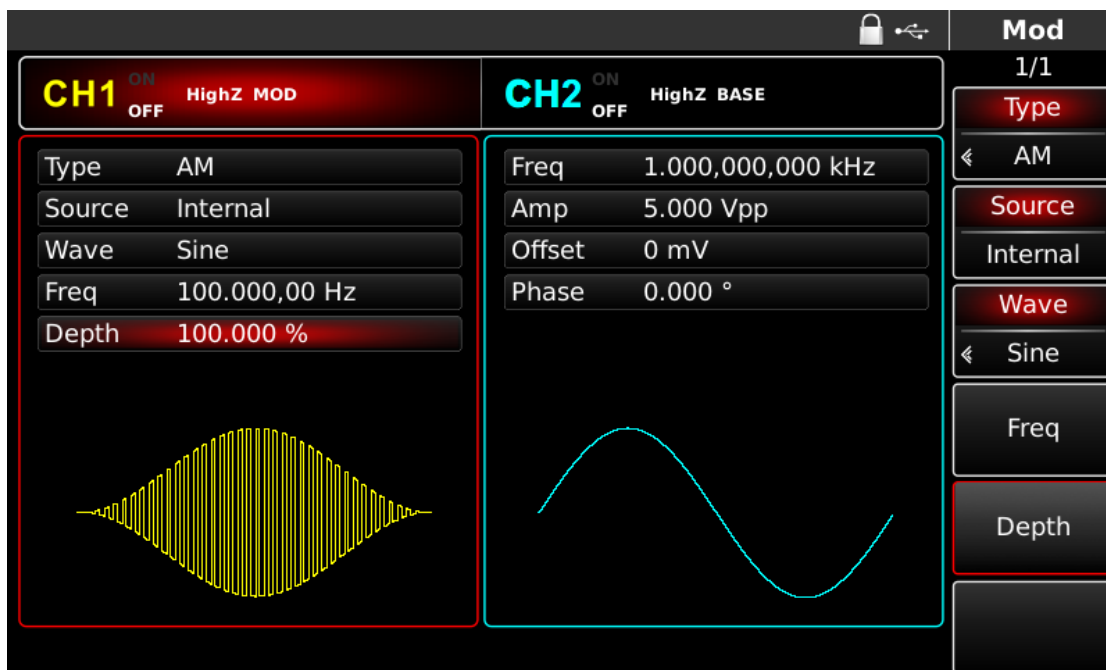 Mod
1/1
CH1 ON OFF HighZ MOD
CH2 ON OFF HighZ BASE
Type AM
Source Internal
Wave Sine
Freq 100.000,00 Hz
Depth 100.000 %
Freq 1.000,000,000 kHz
Amp 5.000 Vpp
Offset 0 mV
Phase 0.000 °
Type
AM
Source
Internal
Wave
Sine
Freq
Depth